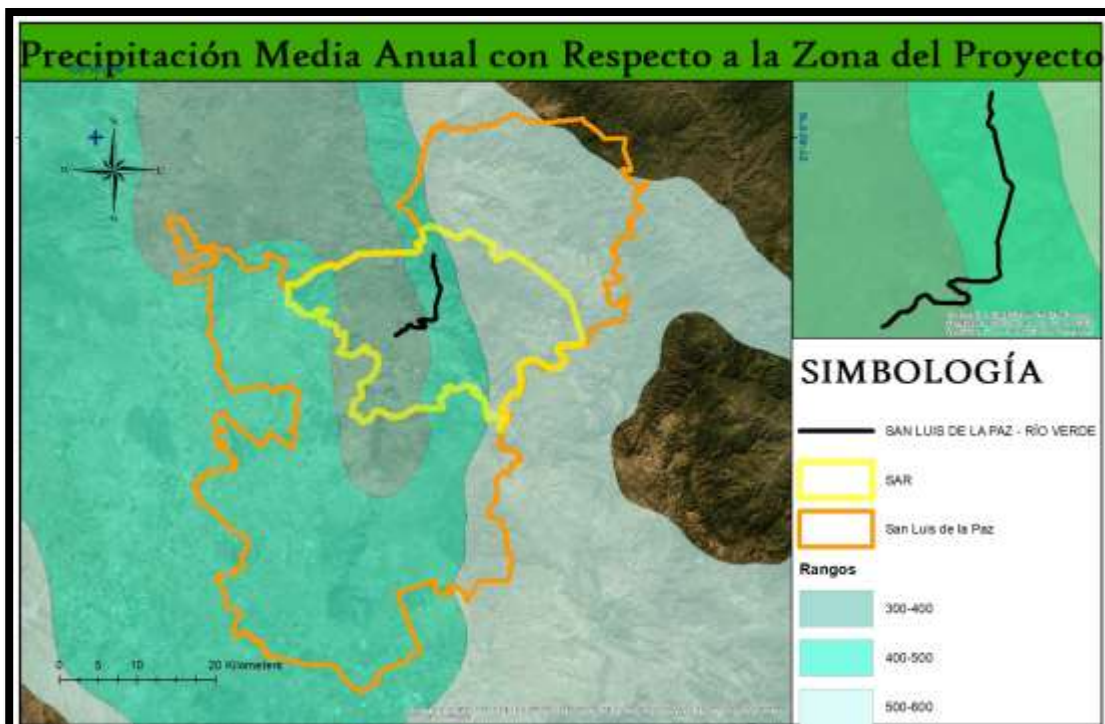 Precipitación Media Anual con Respecto a la Zona del Proyecto
SIMBOLOGÍA
SAN LUIS DE LA PAZ - RÍO VERDE
SAR
San Luis de la Paz
Rangos
300-400
400-500
500-600
0 5 10 20 Kilometers